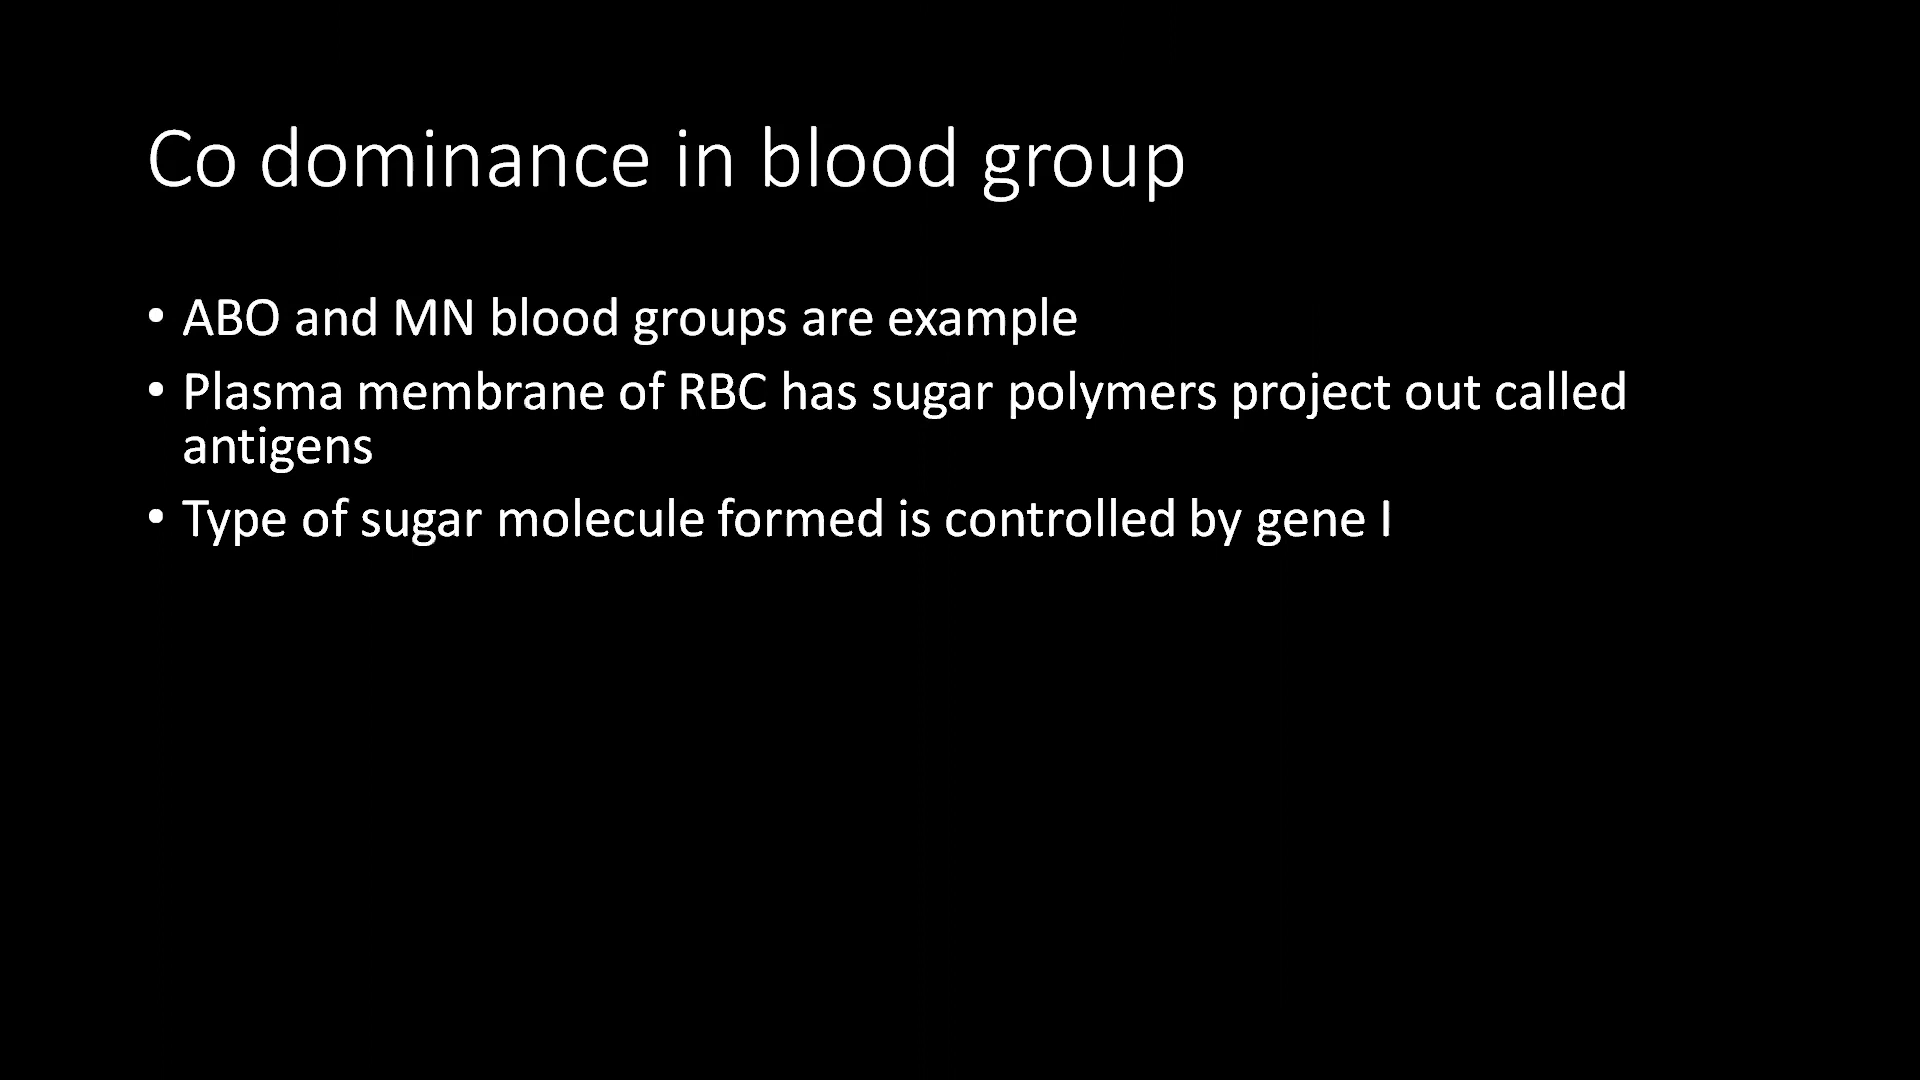 Co dominance in blood group
• ABO and MN blood groups are example
• Plasma membrane of RBC has sugar polymers project out called
antigens
• Type of sugar molecule formed is controlled by gene I